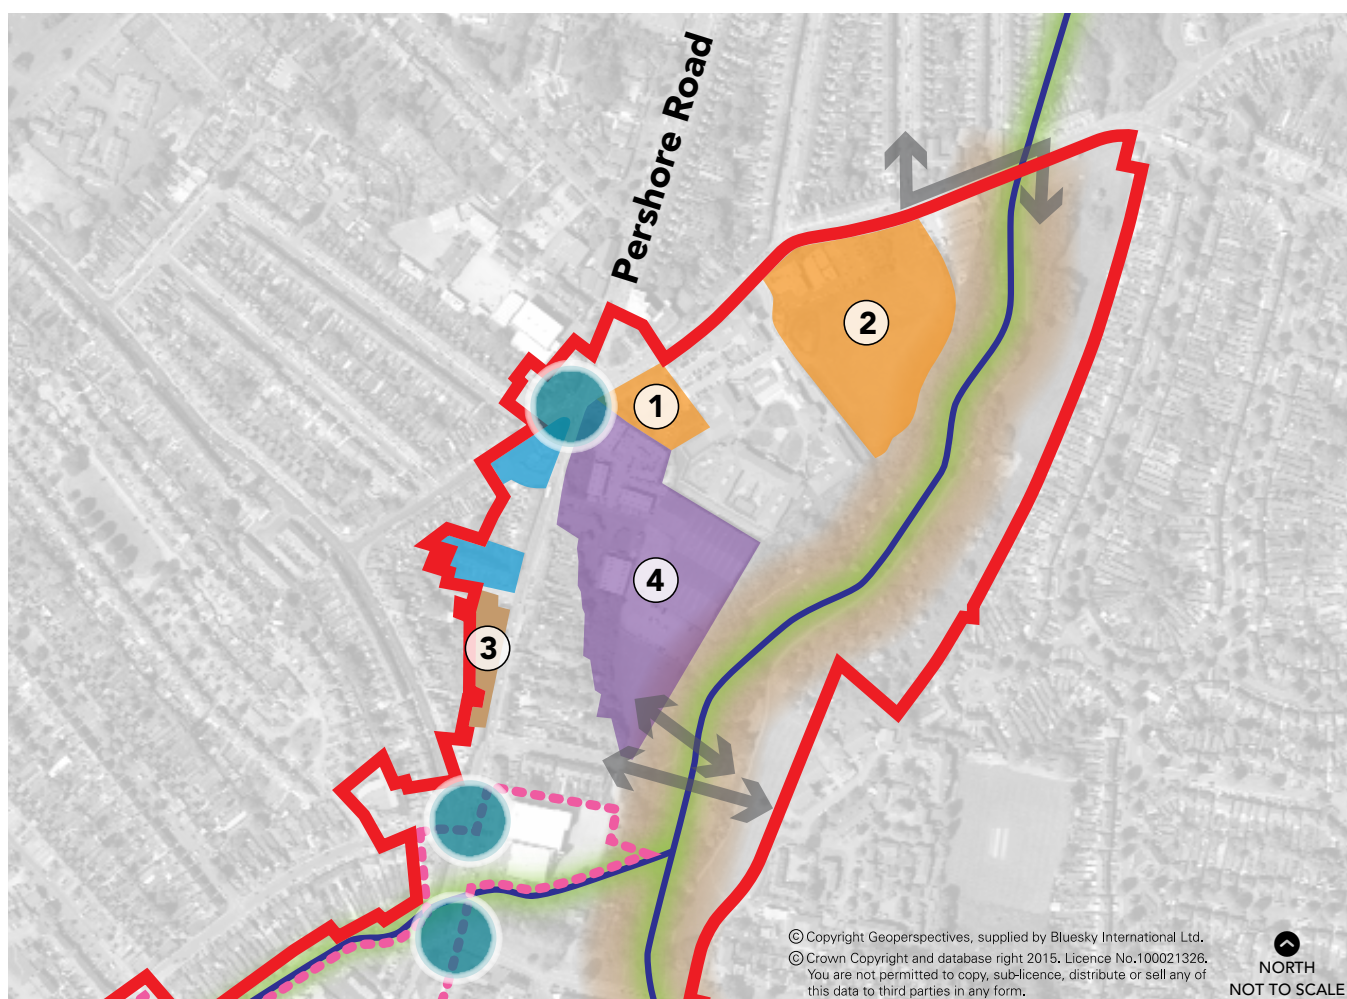 Pershore Road
2
1
4
3
© Copyright Geoperspectives, supplied by Bluesky International Ltd.
© Crown Copyright and database right 2015. Licence No.100021326.
You are not permitted to copy, sub-licence, distribute or sell any of
this data to third parties in any form.
NORTH
NOT TO SCALE